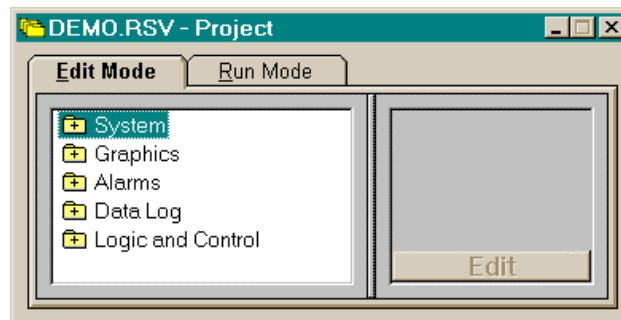 DEMO.RSV - Project
Edit Mode Run Mode
System
Graphics
Alarms
Data Log
Logic and Control
Edit